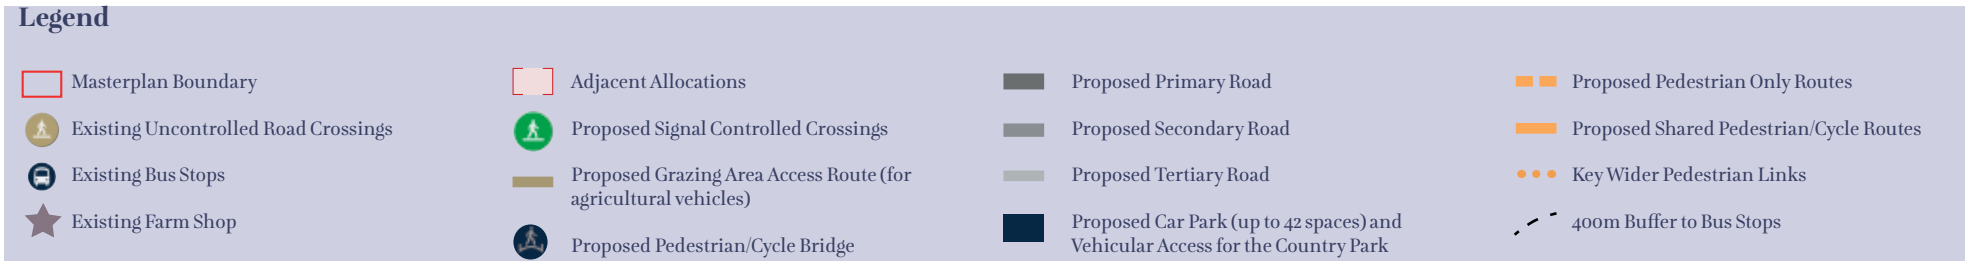 Legend
Masterplan Boundary
Existing Uncontrolled Road Crossings
Existing Bus Stops
Existing Farm Shop
Adjacent Allocations
Proposed Signal Controlled Crossings
Proposed Grazing Area Access Route (for
agricultural vehicles)
Proposed Pedestrian/Cycle Bridge
Proposed Primary Road
Proposed Secondary Road
Proposed Tertiary Road
Proposed Car Park (up to 42 spaces) and
Vehicular Access for the Country Park
Proposed Pedestrian Only Routes
Proposed Shared Pedestrian/Cycle Routes
Key Wider Pedestrian Links
400m Buffer to Bus Stops